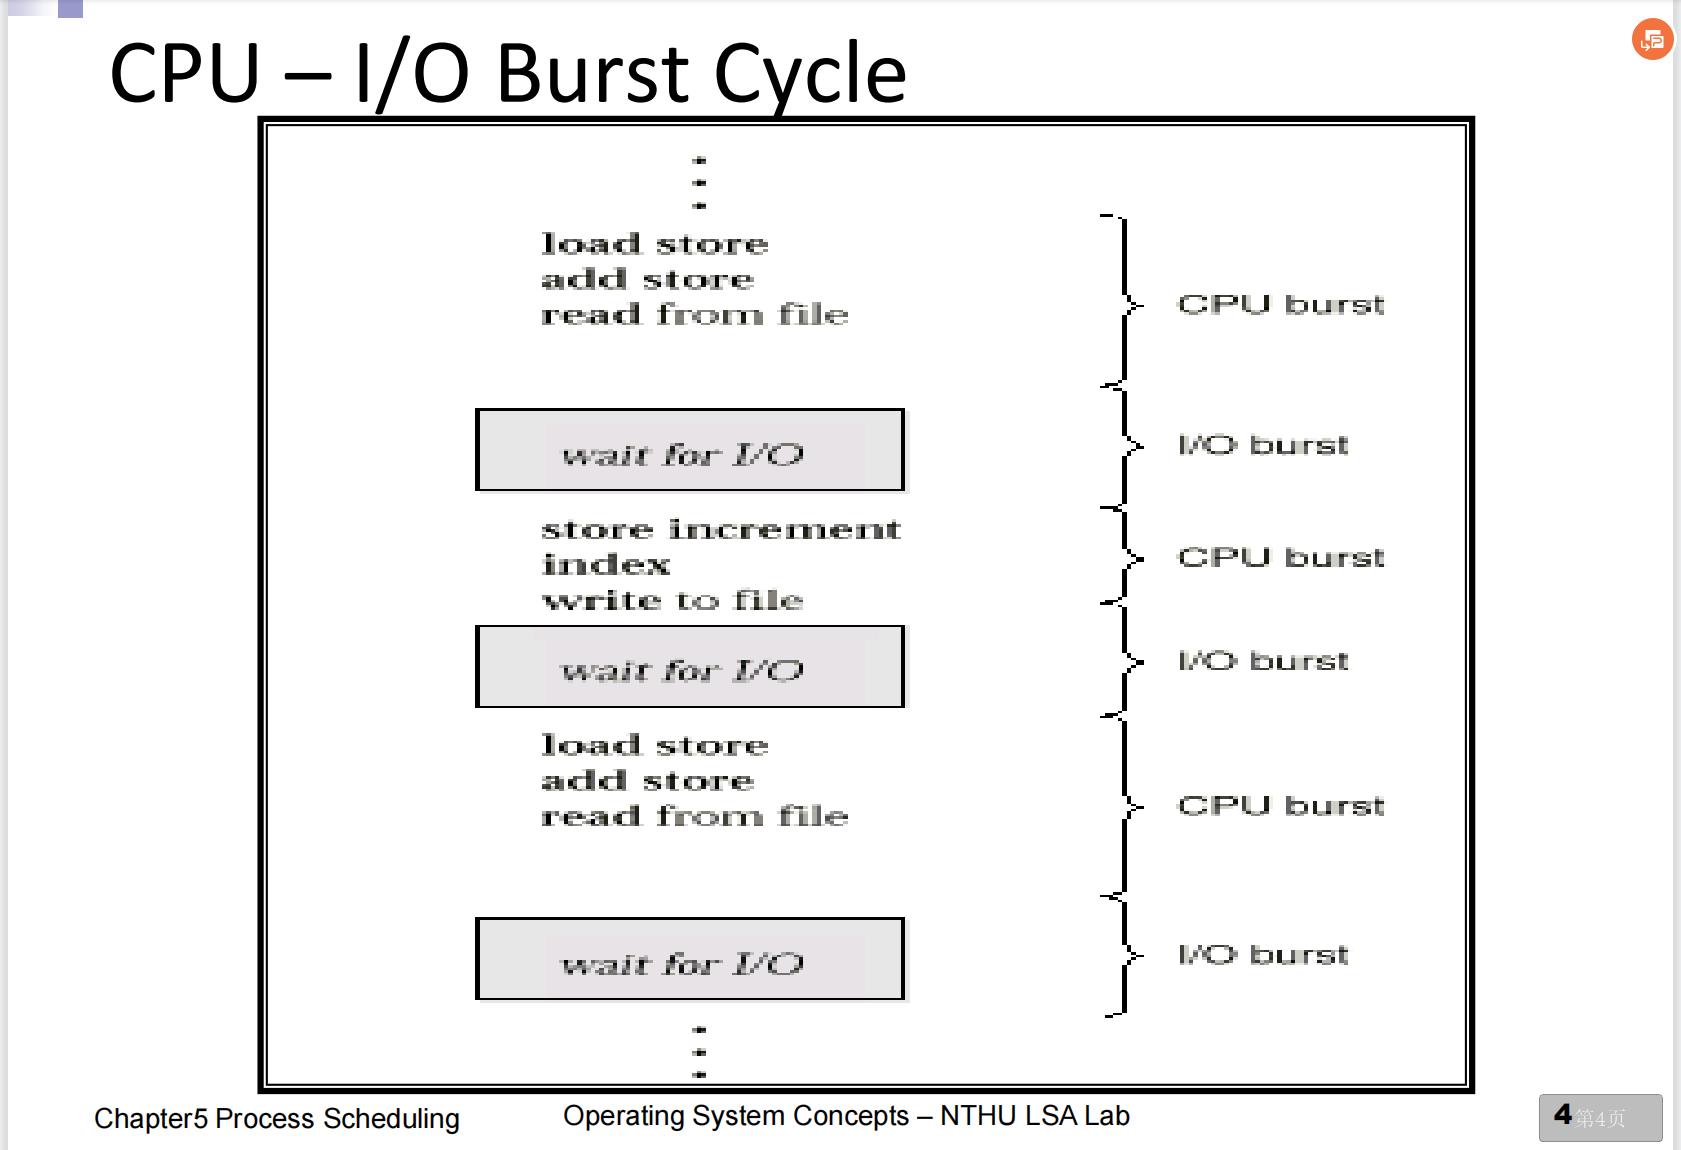 CPU – I/O Burst Cycle
load store
add store
read from file
CPU burst
wait for I/O
I/O burst
store increment
index
write to file
CPU burst
wait for I/O
I/O burst
load store
add store
read from file
CPU burst
wait for I/O
I/O burst
Chapter5 Process Scheduling
Operating System Concepts – NTHU LSA Lab
4 第4页